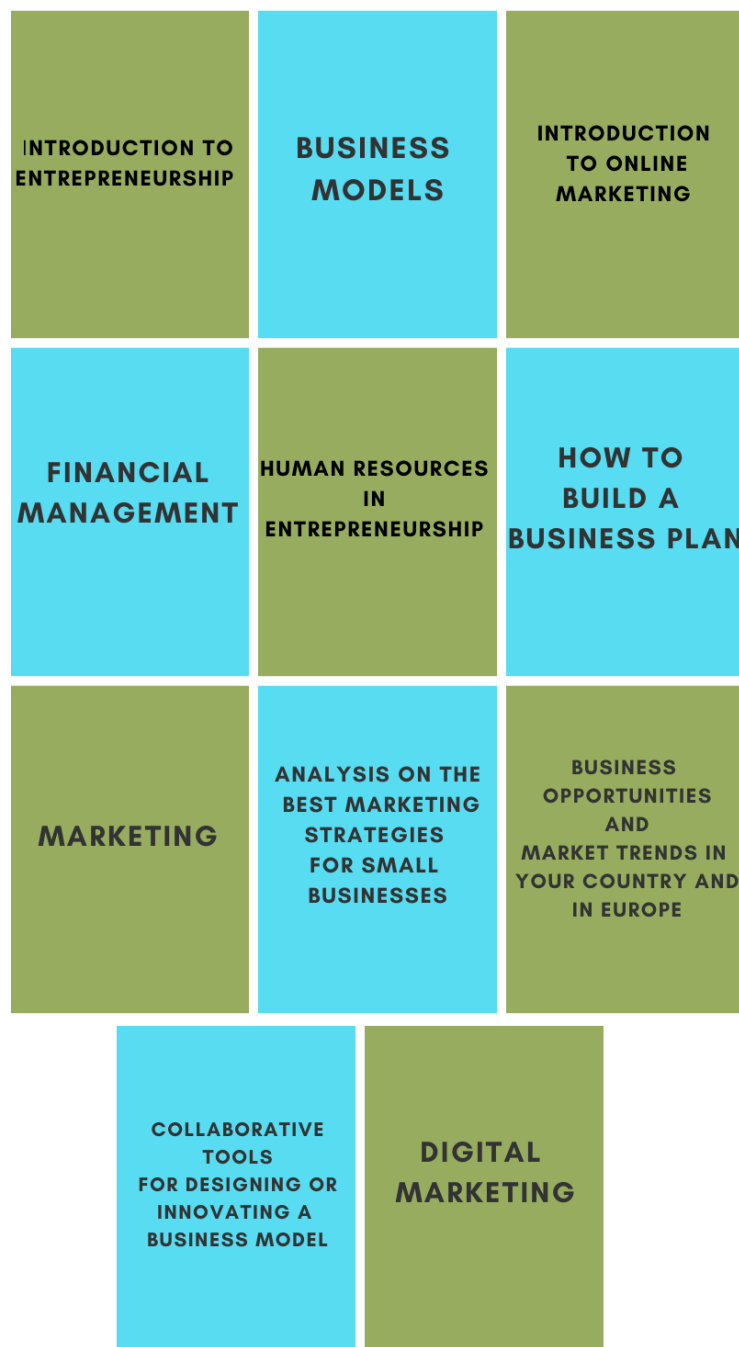 INTRODUCTION TO
ENTREPRENEURSHIP
BUSINESS
MODELS
INTRODUCTION
TO ONLINE
MARKETING
FINANCIAL
MANAGEMENT
HUMAN RESOURCES
IN
ENTREPRENEURSHIP
HOW TO
BUILD A
BUSINESS PLAN
MARKETING
ANALYSIS ON THE
BEST MARKETING
STRATEGIES
FOR SMALL
BUSINESSES
BUSINESS
OPPORTUNITIES
AND
MARKET TRENDS IN
YOUR COUNTRY AND
IN EUROPE
COLLABORATIVE
TOOLS
FOR DESIGNING OR
INNOVATING A
BUSINESS MODEL
DIGITAL
MARKETING